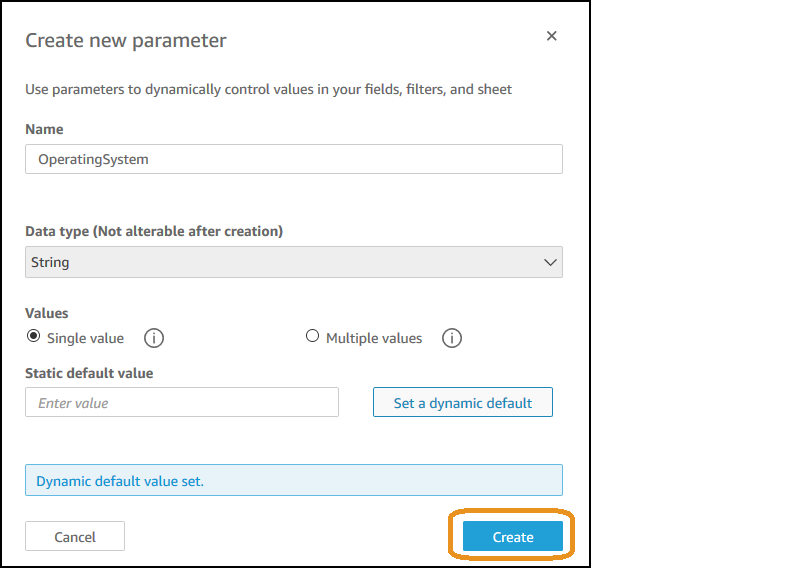 Create new parameter
Use parameters to dynamically control values in your fields, filters, and sheet
Name
OperatingSystem
Data type (Not alterable after creation)
String
Values
Single value
Multiple values
Static default value
Enter value
Set a dynamic default
Dynamic default value set.
Cancel
Create